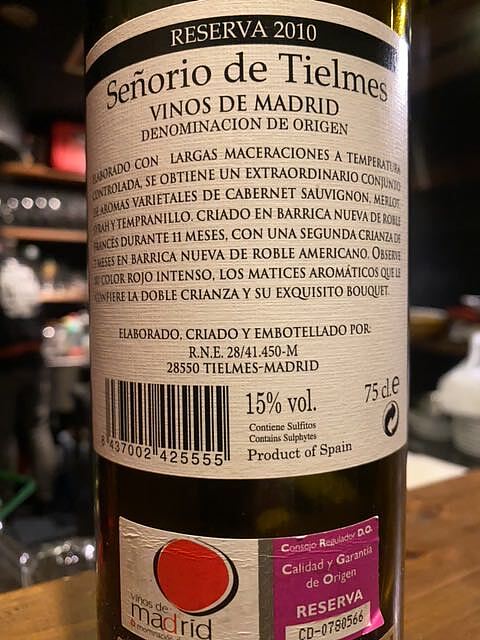 RESERVA 2010
Señorio de Tielmes
VINOS DE MADRID
DENOMINACION DE ORIGEN
ELABORADO CON LARGAS MACERACIONES A TEMPERATURA
CONTROLADA, SE OBTIENE UN EXTRAORDINARIO CONJUNTO
DE AROMAS VARIETALES DE CABERNET SAUVIGNON, MERLOT,
SYRAH Y TEMPRANILLO. CRIADO EN BARRICA NUEVA DE ROBLE
FRANCÉS DURANTE 11 MESES, CON UNA SEGUNDA CRIANZA DE
MESES EN BARRICA NUEVA DE ROBLE AMERICANO. OBSERVE
SU COLOR ROJO INTENSO, LOS MATICES AROMÁTICOS QUE LE
CONFIERE LA DOBLE CRIANZA Y SU EXQUISITO BOUQUET.
ELABORADO, CRIADO Y EMBOTELLADO POR:
R.N.E. 28/41.450-M
28550 TIELMES-MADRID
15% vol.
75 cl.e
Contiene Sulfitos
Contains Sulphytes
Product of Spain
8 437002 425555
Consejo Regulador D.O.
Calidad y Garantía
de Origen
RESERVA
CD-0780566
vinos de
madrid